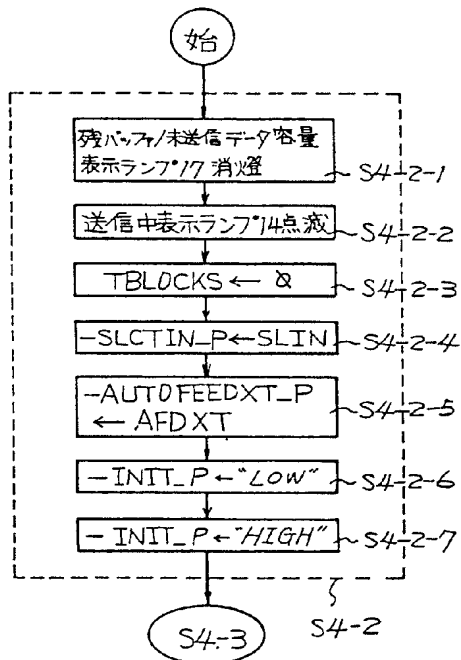 始
残バッファ/未送信データ容量
表示ランプ17 消燈
S4-2-1
送信中表示ランプ14点滅
S4-2-2
TBLOCKS ← 0
S4-2-3
-SLCTIN_P←SLIN
S4-2-4
-AUTOFEEDXT_P
← AFDXT
S4-2-5
-INIT_P ← "LOW"
S4-2-6
-INIT_P ← "HIGH"
S4-2-7
S4-2
S4-3